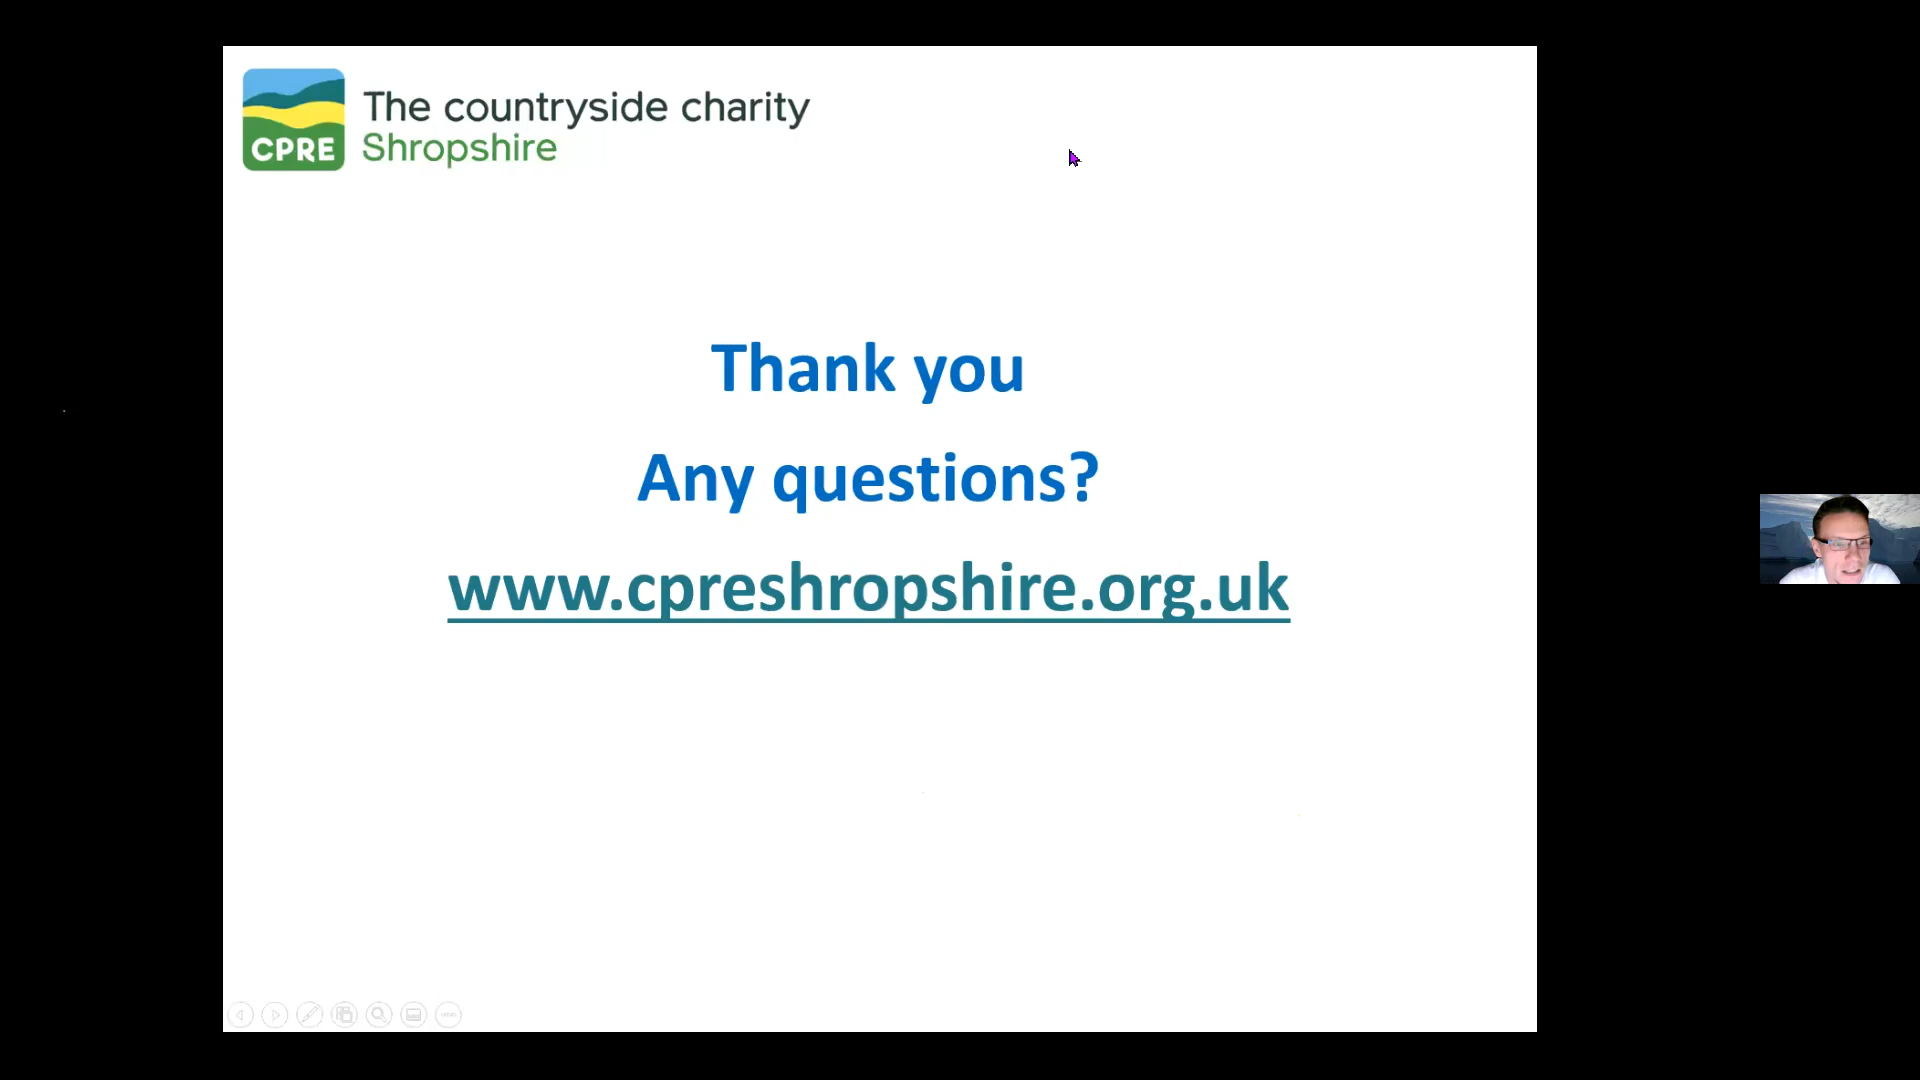 The countryside charity
CPRE
Shropshire
Thank you
Any questions?
www.cpreshropshire.org.uk